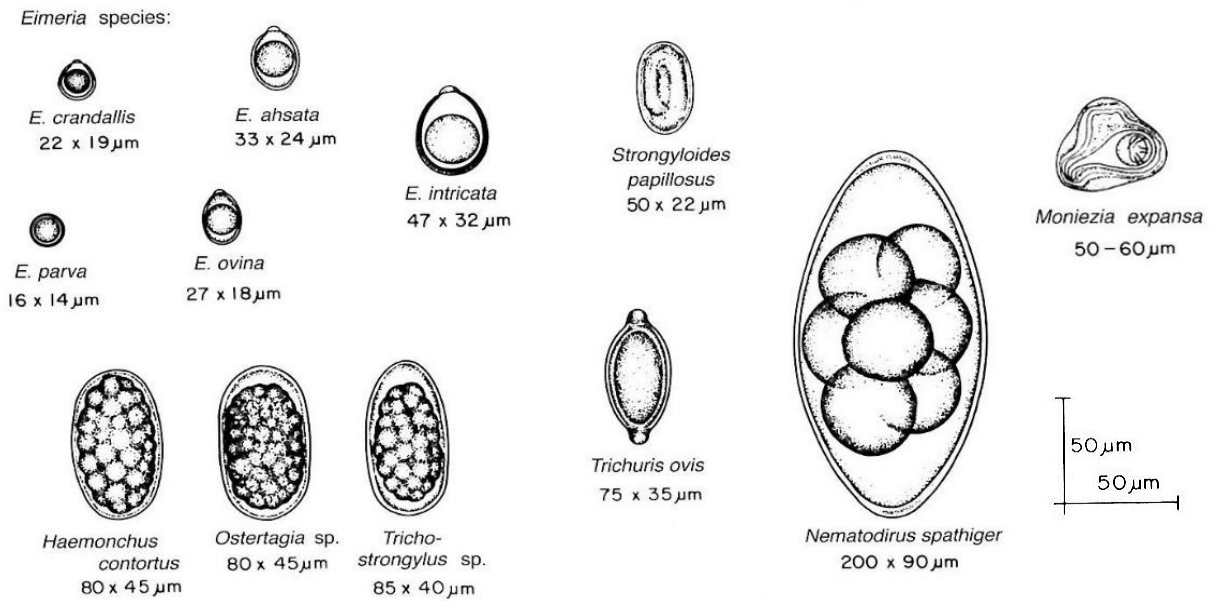 Eimeria species:
E. crandallis
22 x 19 µm
E. ahsata
33 x 24 µm
E. intricata
47 x 32 µm
E. parva
16 x 14 µm
E. ovina
27 x 18 µm
Strongyloides
papillosus
50 x 22 µm
Moniezia expansa
50-60 µm
Haemonchus
contortus
80 x 45 µm
Ostertagia sp.
80 x 45 µm
Tricho-
strongylus sp.
85 x 40 µm
Trichuris ovis
75 x 35 µm
Nematodirus spathiger
200 x 90 µm
50 µm
50 µm